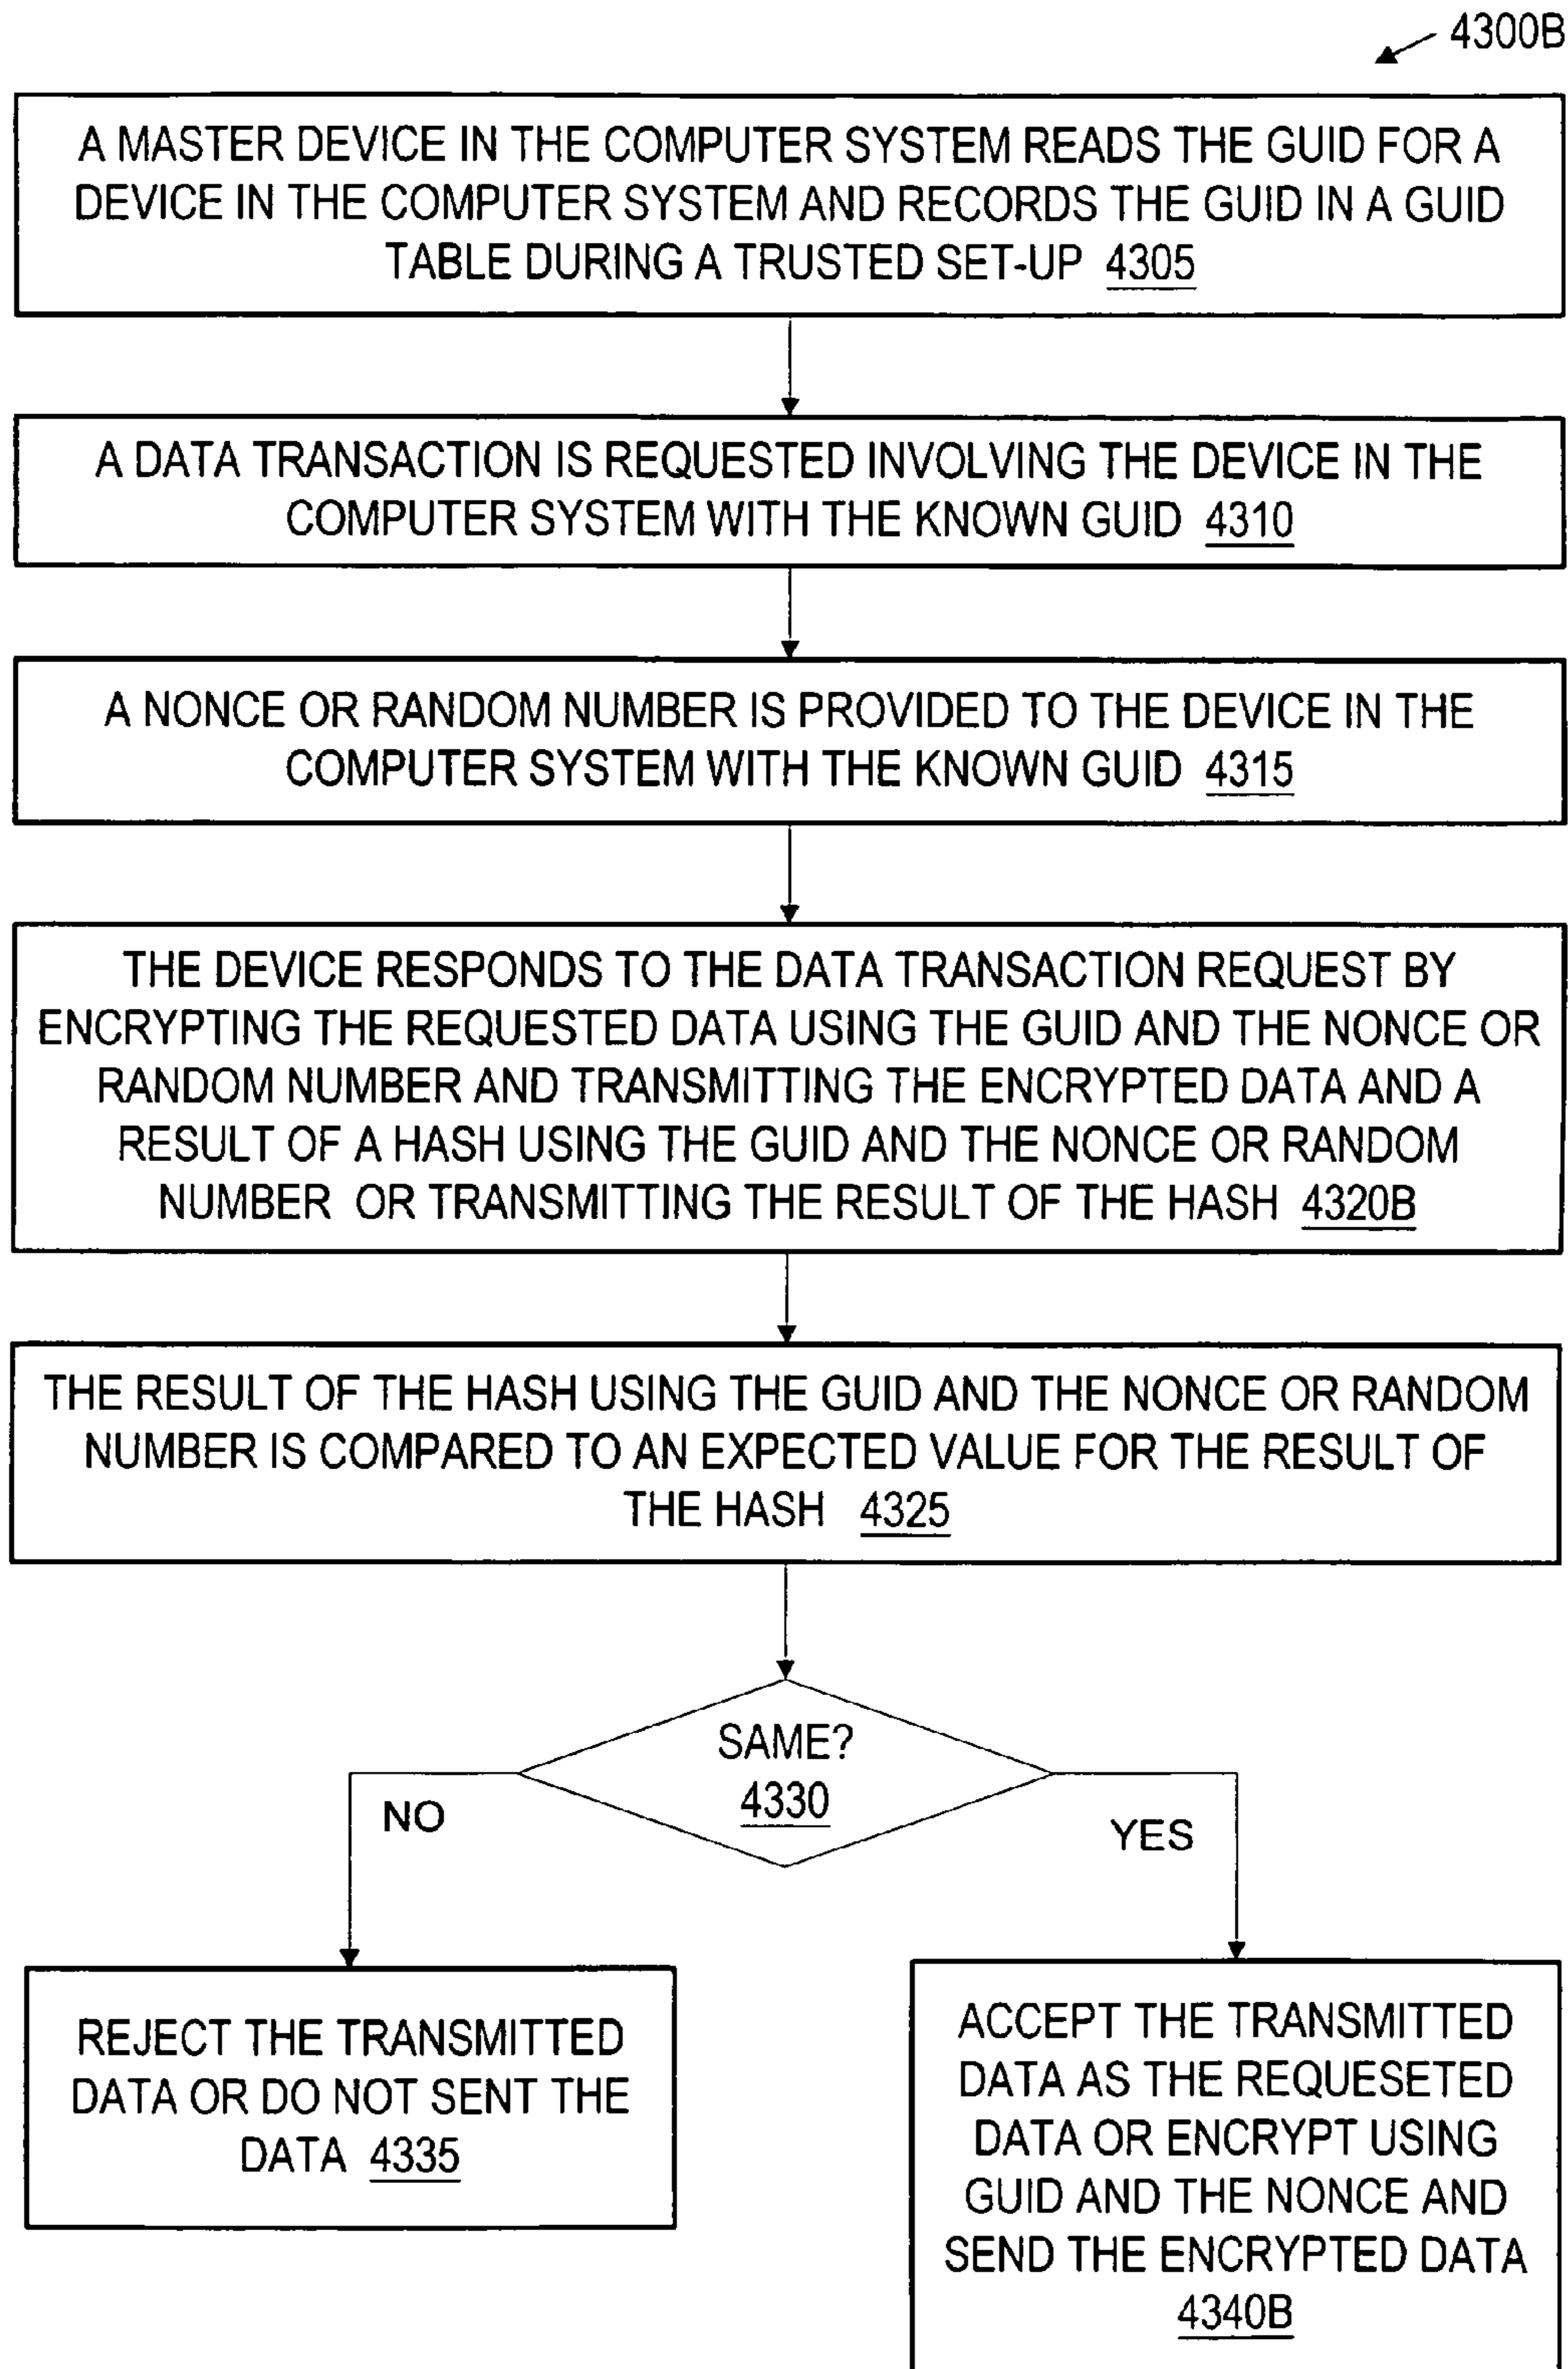 4300B
A MASTER DEVICE IN THE COMPUTER SYSTEM READS THE GUID FOR A
DEVICE IN THE COMPUTER SYSTEM AND RECORDS THE GUID IN A GUID
TABLE DURING A TRUSTED SET-UP 4305
A DATA TRANSACTION IS REQUESTED INVOLVING THE DEVICE IN THE
COMPUTER SYSTEM WITH THE KNOWN GUID 4310
A NONCE OR RANDOM NUMBER IS PROVIDED TO THE DEVICE IN THE
COMPUTER SYSTEM WITH THE KNOWN GUID 4315
THE DEVICE RESPONDS TO THE DATA TRANSACTION REQUEST BY
ENCRYPTING THE REQUESTED DATA USING THE GUID AND THE NONCE OR
RANDOM NUMBER AND TRANSMITTING THE ENCRYPTED DATA AND A
RESULT OF A HASH USING THE GUID AND THE NONCE OR RANDOM
NUMBER OR TRANSMITTING THE RESULT OF THE HASH 4320B
THE RESULT OF THE HASH USING THE GUID AND THE NONCE OR RANDOM
NUMBER IS COMPARED TO AN EXPECTED VALUE FOR THE RESULT OF
THE HASH 4325
SAME?
4330
NO
YES
REJECT THE TRANSMITTED
DATA OR DO NOT SENT THE
DATA 4335
ACCEPT THE TRANSMITTED
DATA AS THE REQUESETED
DATA OR ENCRYPT USING
GUID AND THE NONCE AND
SEND THE ENCRYPTED DATA
4340B